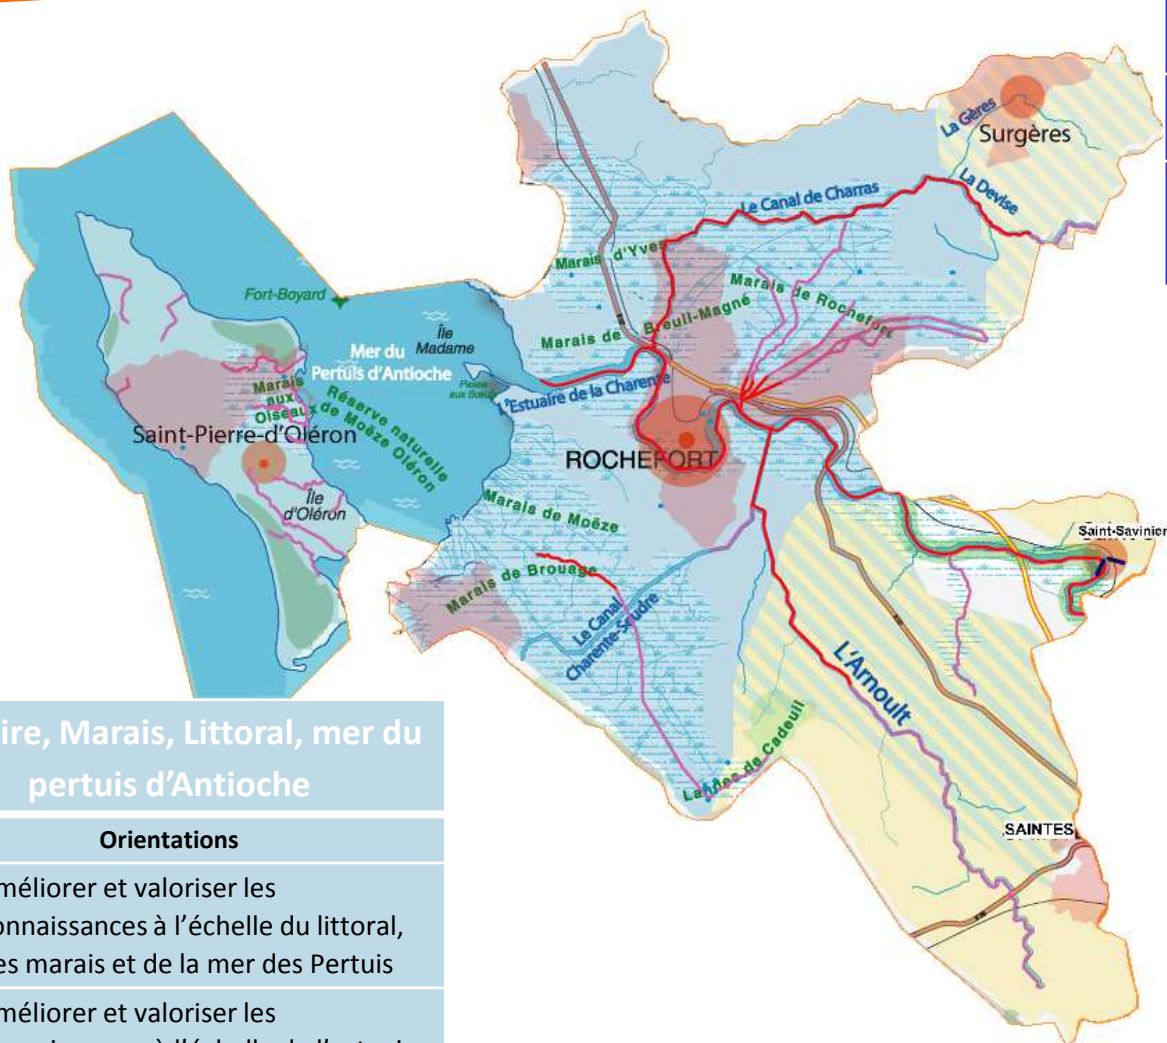 La Gères
Surgères
La Devise
Le Canal de Charras
Marais d'Yves
Fort-Boyard
Marais de Rochefort
Marais de Breuil-Magné
Île
Madame
Mer du
Pertuis d'Antioche
Passe
aux Bœufs
L'Estuaire de la Charente
Marais
aux
Oiseaux
Réserve naturelle
de Moëze Oléron
Saint-Pierre-d'Oléron
ROCHEFORT
Île
d'Oléron
Marais de Moëze
Saint-Savinien
Marais de Brouage
Le Canal
Charente-Seudre
L'Arnoult
Landes de Cadeuil
SAINTES
ire, Marais, Littoral, mer du
pertuis d'Antioche
Orientations
méliorer et valoriser les
onnaissances à l'échelle du littoral,
es marais et de la mer des Pertuis
méliorer et valoriser les